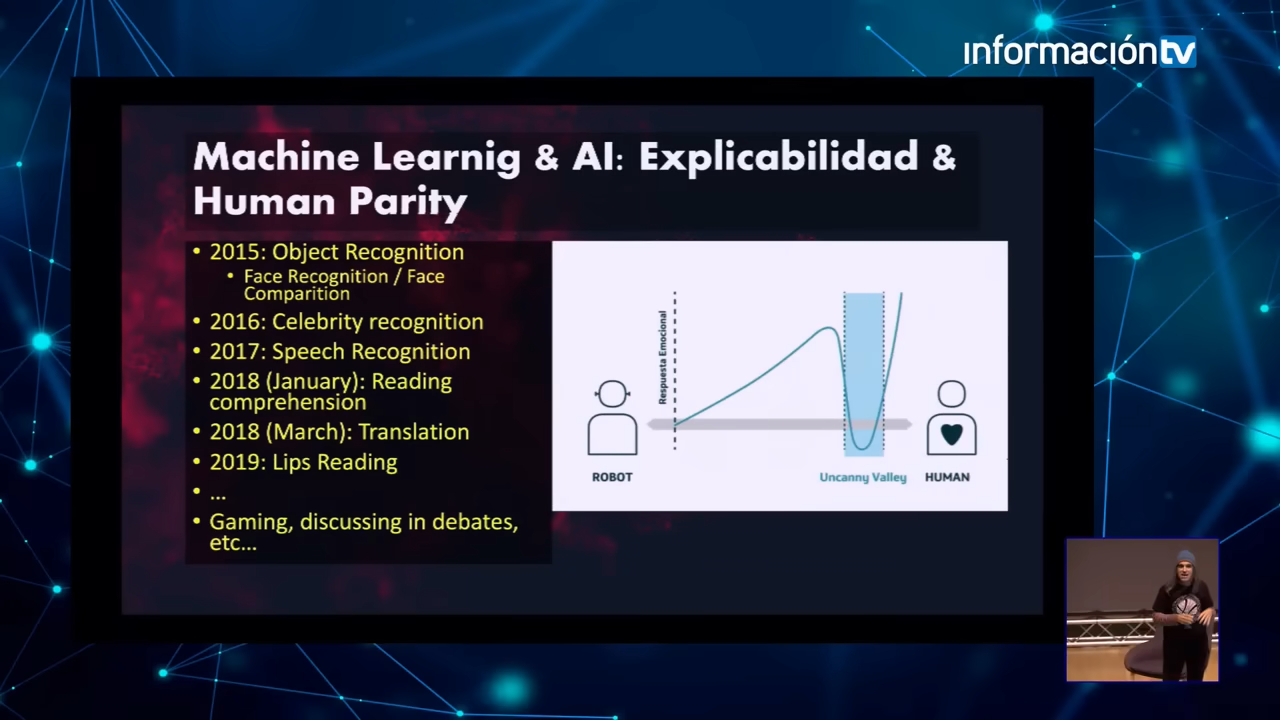 informacióntv
Machine Learnig & AI: Explicabilidad &
Human Parity
• 2015: Object Recognition
• Face Recognition / Face
Comparition
• 2016: Celebrity recognition
• 2017: Speech Recognition
• 2018 (January): Reading
comprehension
• 2018 (March): Translation
• 2019: Lips Reading
• ...
• Gaming, discussing in debates,
etc...
Respuesta Emocional
ROBOT
Uncanny Valley
HUMAN